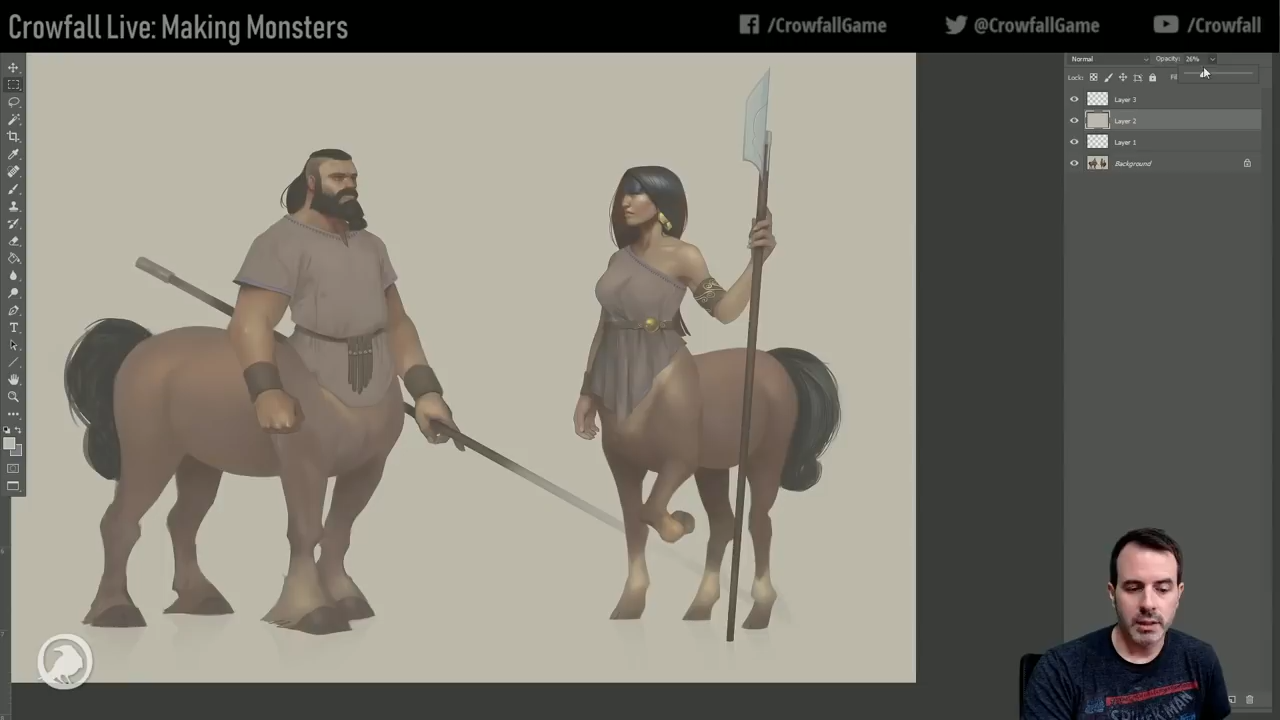 Crowfall Live: Making Monsters
/CrowfallGame
@CrowfallGame
/Crowfall
Normal
Opacity: 26%
Lock:
Layer 3
Layer 2
Layer 1
Background